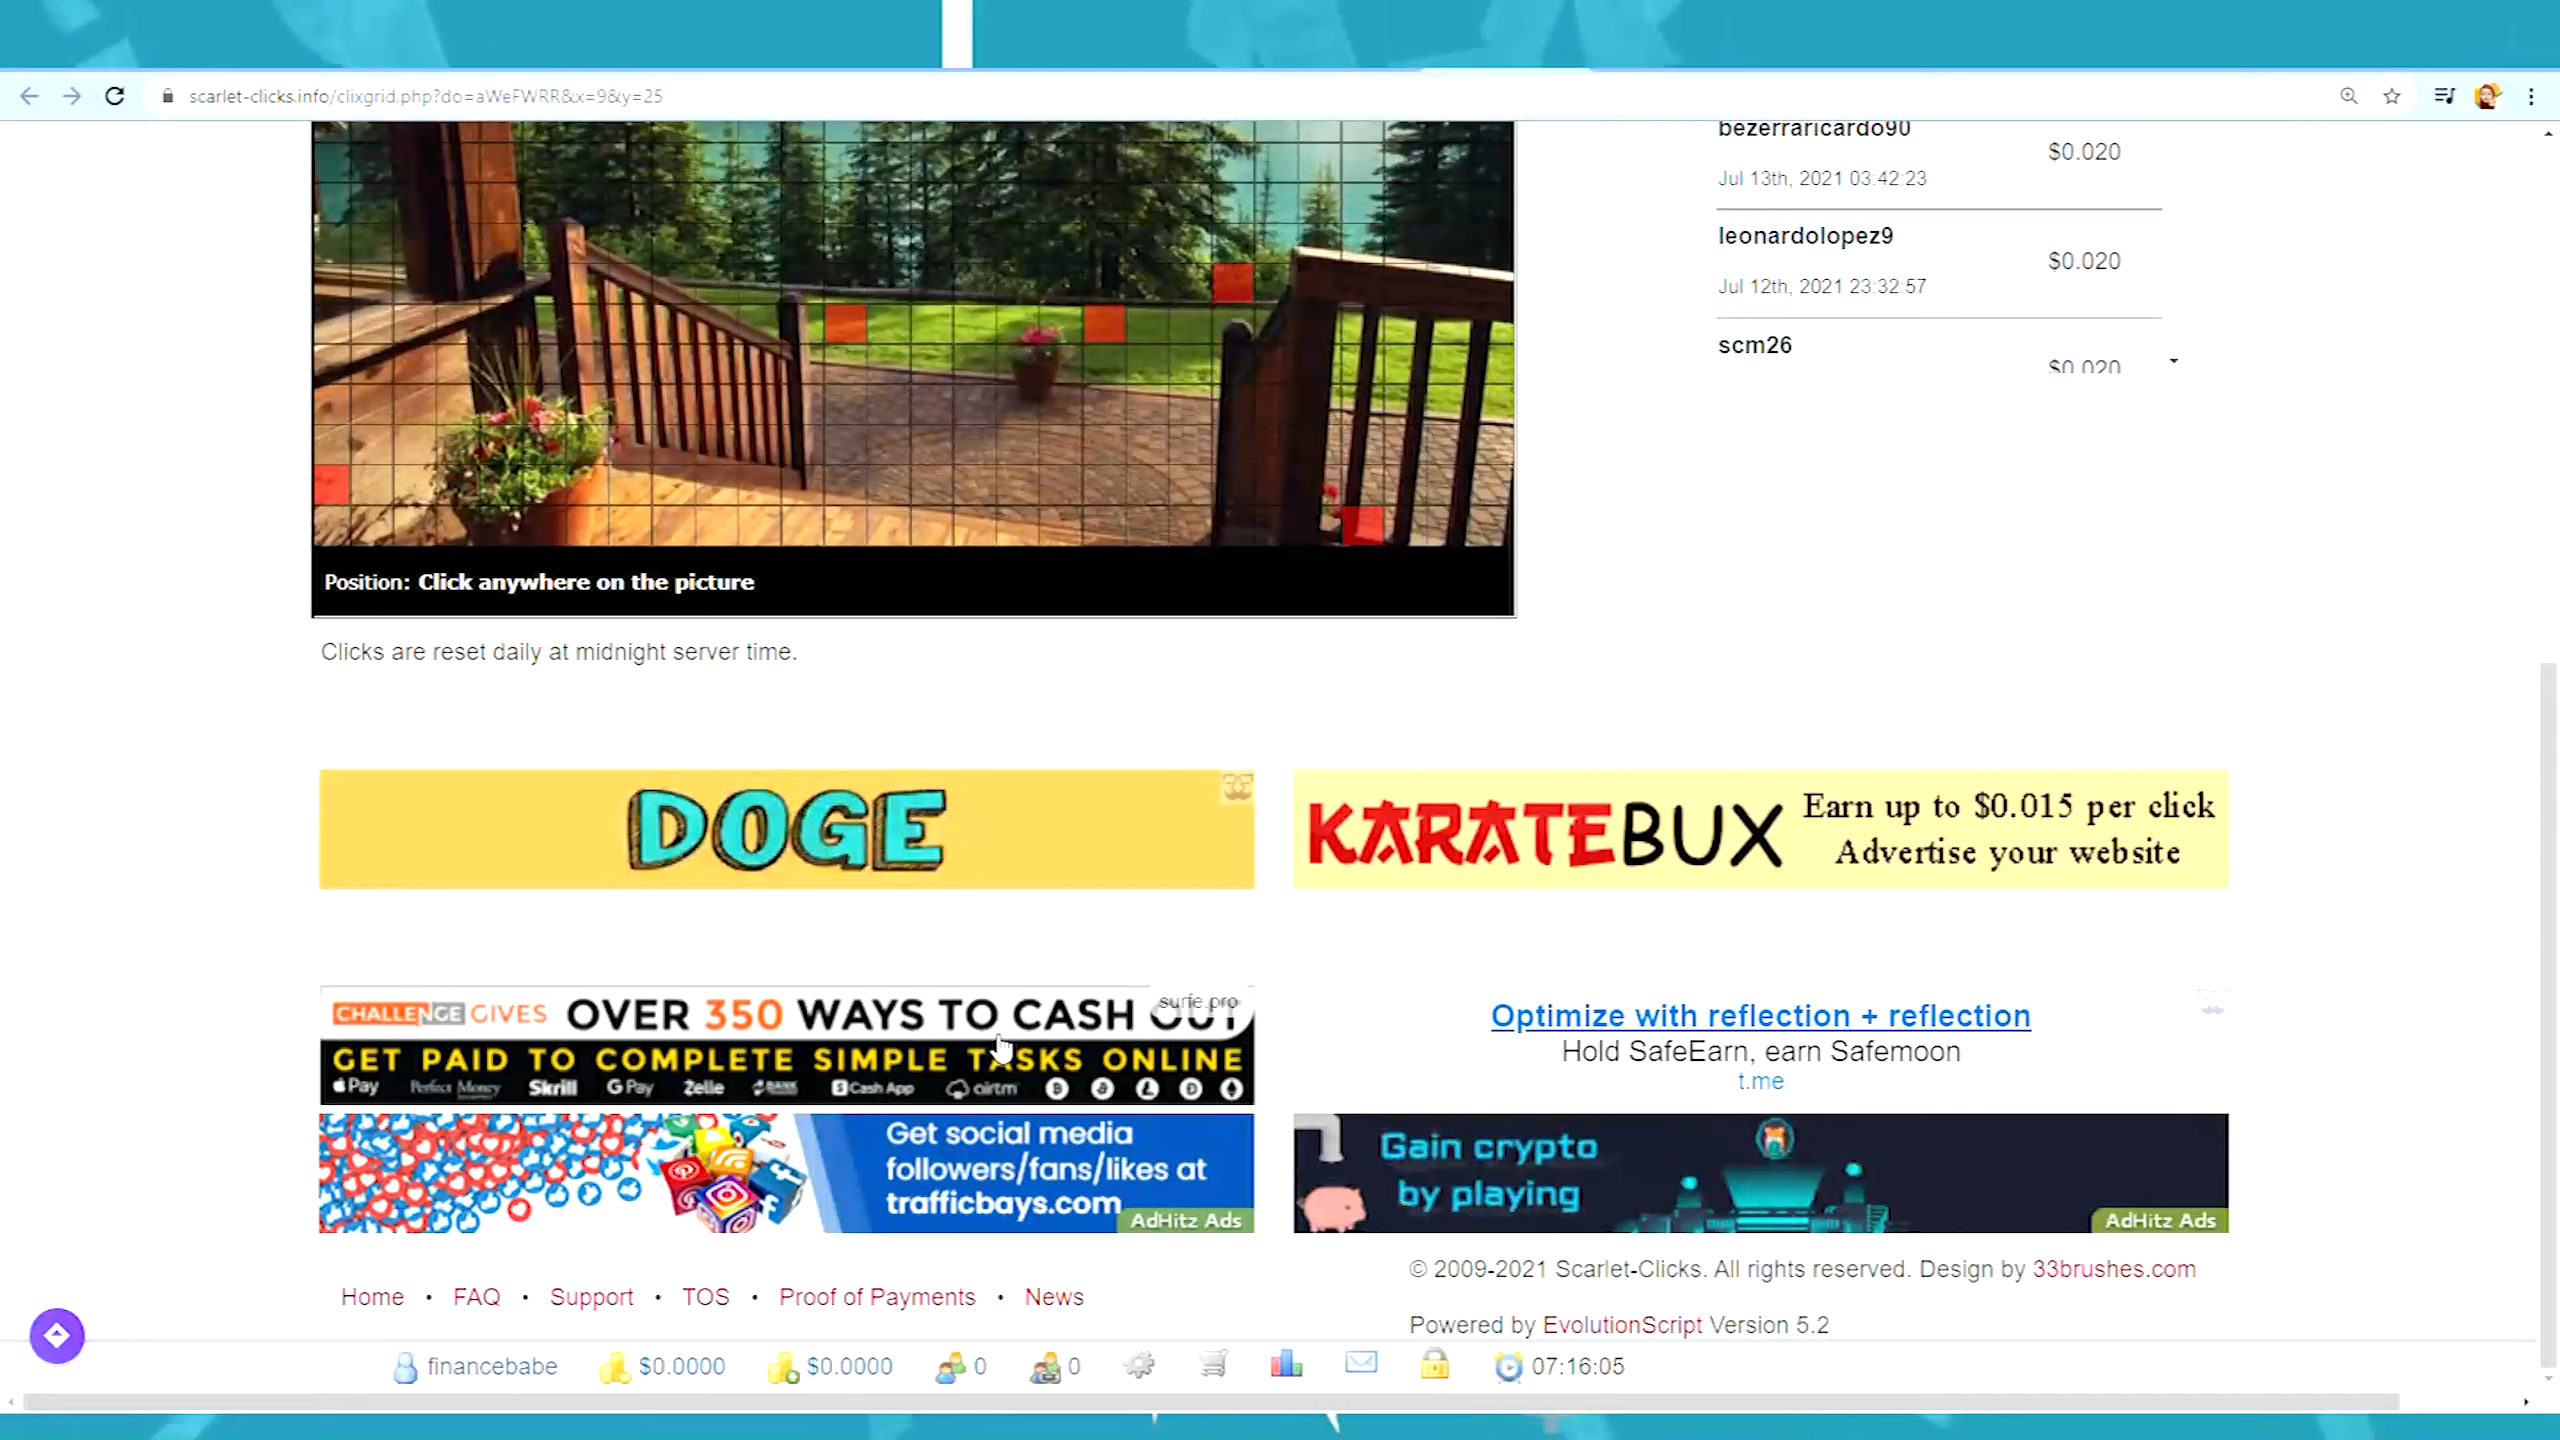 scarlet-clicks.info/clixgrid.php?do=aWeFWRR&x=9&y=25
bezerraricardo90
$0.020
Jul 13th, 2021 03:42:23
leonardolopez9
$0.020
Jul 12th, 2021 23:32:57
scm26
$0.020
Position: Click anywhere on the picture
Clicks are reset daily at midnight server time.
DOGE
KARATEBUX
Earn up to $0.015 per click
Advertise your website
CHALLENGE GIVES OVER 350 WAYS TO CASH OUT
surfe.pro
GET PAID TO COMPLETE SIMPLE TASKS ONLINE
Pay Perfect Money Skrill G Pay Zelle BANK Cash App airtm
Optimize with reflection + reflection
Hold SafeEarn, earn Safemoon
t.me
Get social media
followers/fans/likes at
trafficbays.com
AdHitz Ads
Gain crypto
by playing
AdHitz Ads
Home • FAQ • Support • TOS • Proof of Payments • News
© 2009-2021 Scarlet-Clicks. All rights reserved. Design by 33brushes.com
Powered by EvolutionScript Version 5.2
financebabe $0.0000 $0.0000 0 0 07:16:05